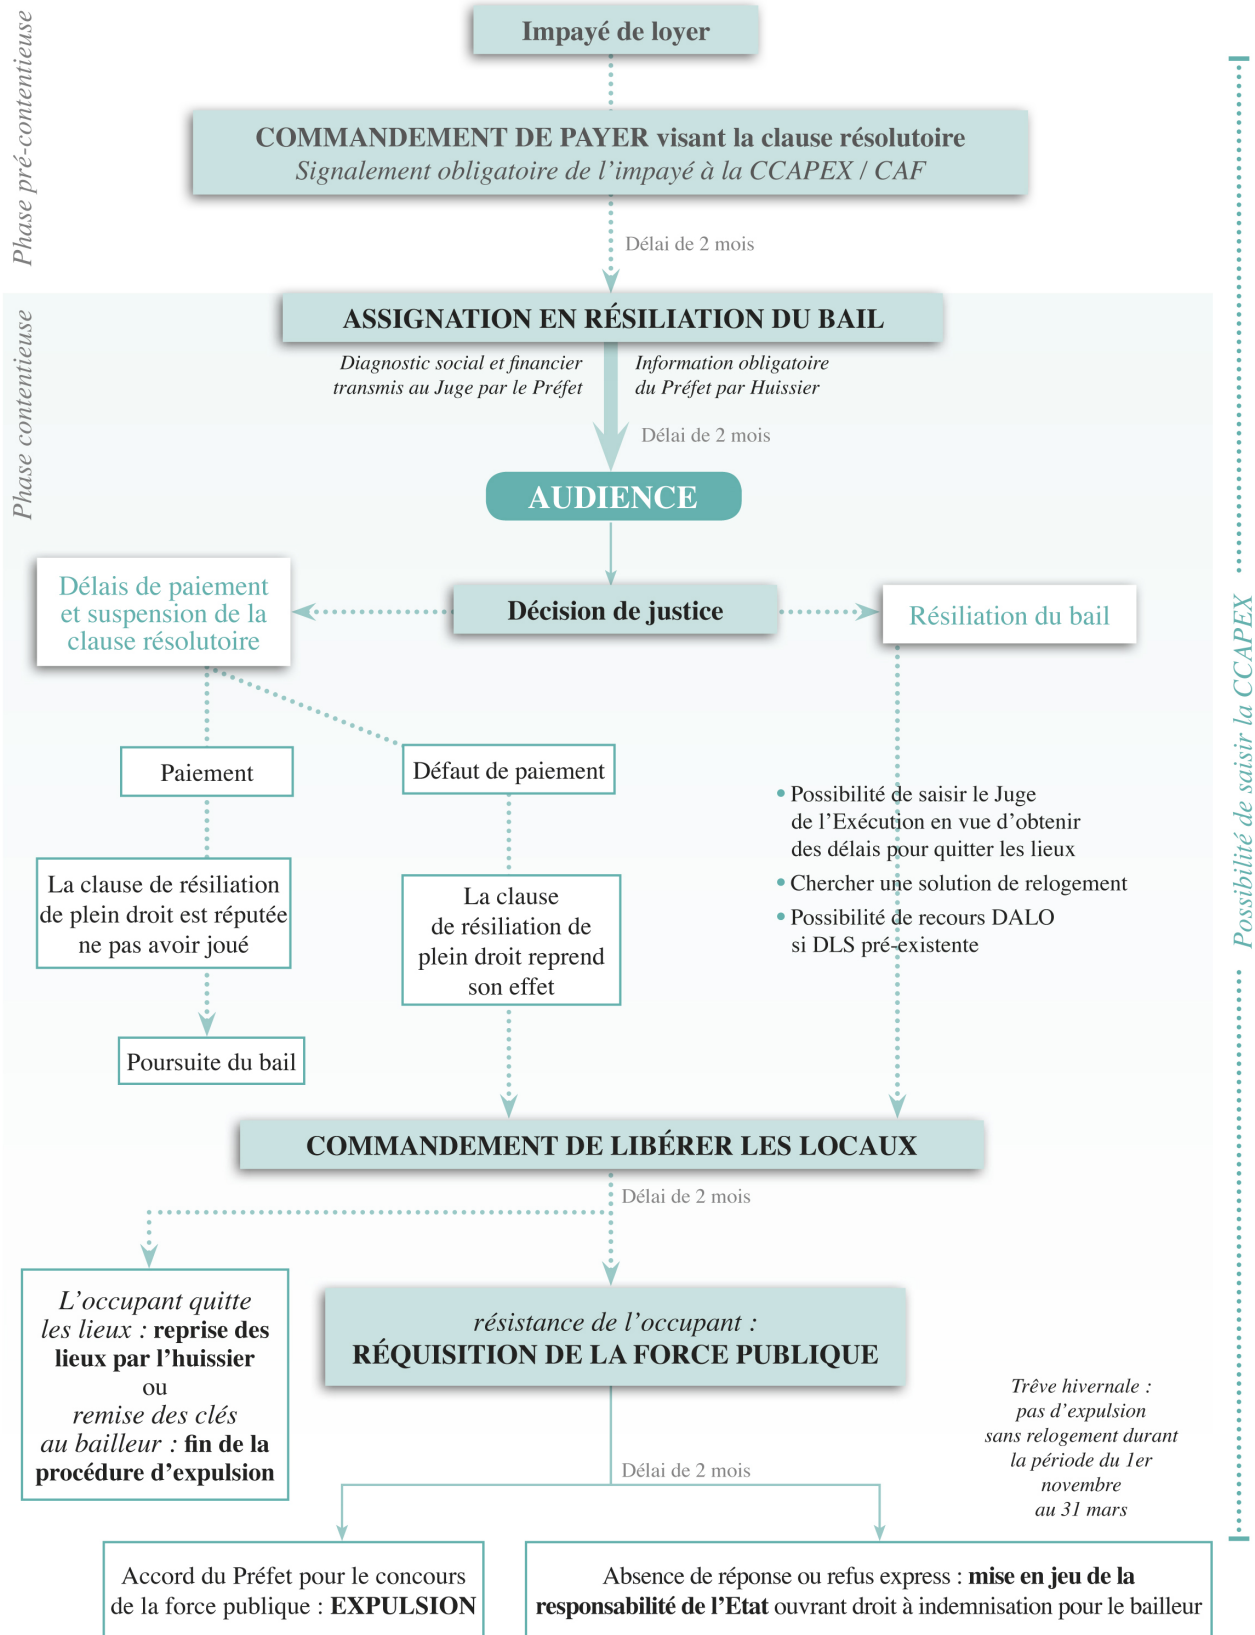 Phase pré-contentieuse
Impayé de loyer
COMMANDEMENT DE PAYER visant la clause résolutoire
Signalement obligatoire de l'impayé à la CCAPEX / CAF
Délai de 2 mois
Phase contentieuse
ASSIGNATION EN RÉSILIATION DU BAIL
Diagnostic social et financier
transmis au Juge par le Préfet
Information obligatoire
du Préfet par Huissier
Délai de 2 mois
AUDIENCE
Décision de justice
Délais de paiement
et suspension de la
clause résolutoire
Résiliation du bail
Possibilité de saisir la CCAPEX
Paiement
Défaut de paiement
• Possibilité de saisir le Juge
de l'Exécution en vue d'obtenir
des délais pour quitter les lieux
• Chercher une solution de relogement
• Possibilité de recours DALO
si DLS pré-existente
La clause de résiliation
de plein droit est réputée
ne pas avoir joué
La clause
de résiliation de
plein droit reprend
son effet
Poursuite du bail
COMMANDEMENT DE LIBÉRER LES LOCAUX
Délai de 2 mois
L'occupant quitte
les lieux : reprise des
lieux par l'huissier
ou
remise des clés
au bailleur : fin de la
procédure d'expulsion
résistance de l'occupant :
RÉQUISITION DE LA FORCE PUBLIQUE
Trêve hivernale :
pas d'expulsion
sans relogement durant
la période du 1er
novembre
au 31 mars
Délai de 2 mois
Accord du Préfet pour le concours
de la force publique : EXPULSION
Absence de réponse ou refus express : mise en jeu de la
responsabilité de l'Etat ouvrant droit à indemnisation pour le bailleur